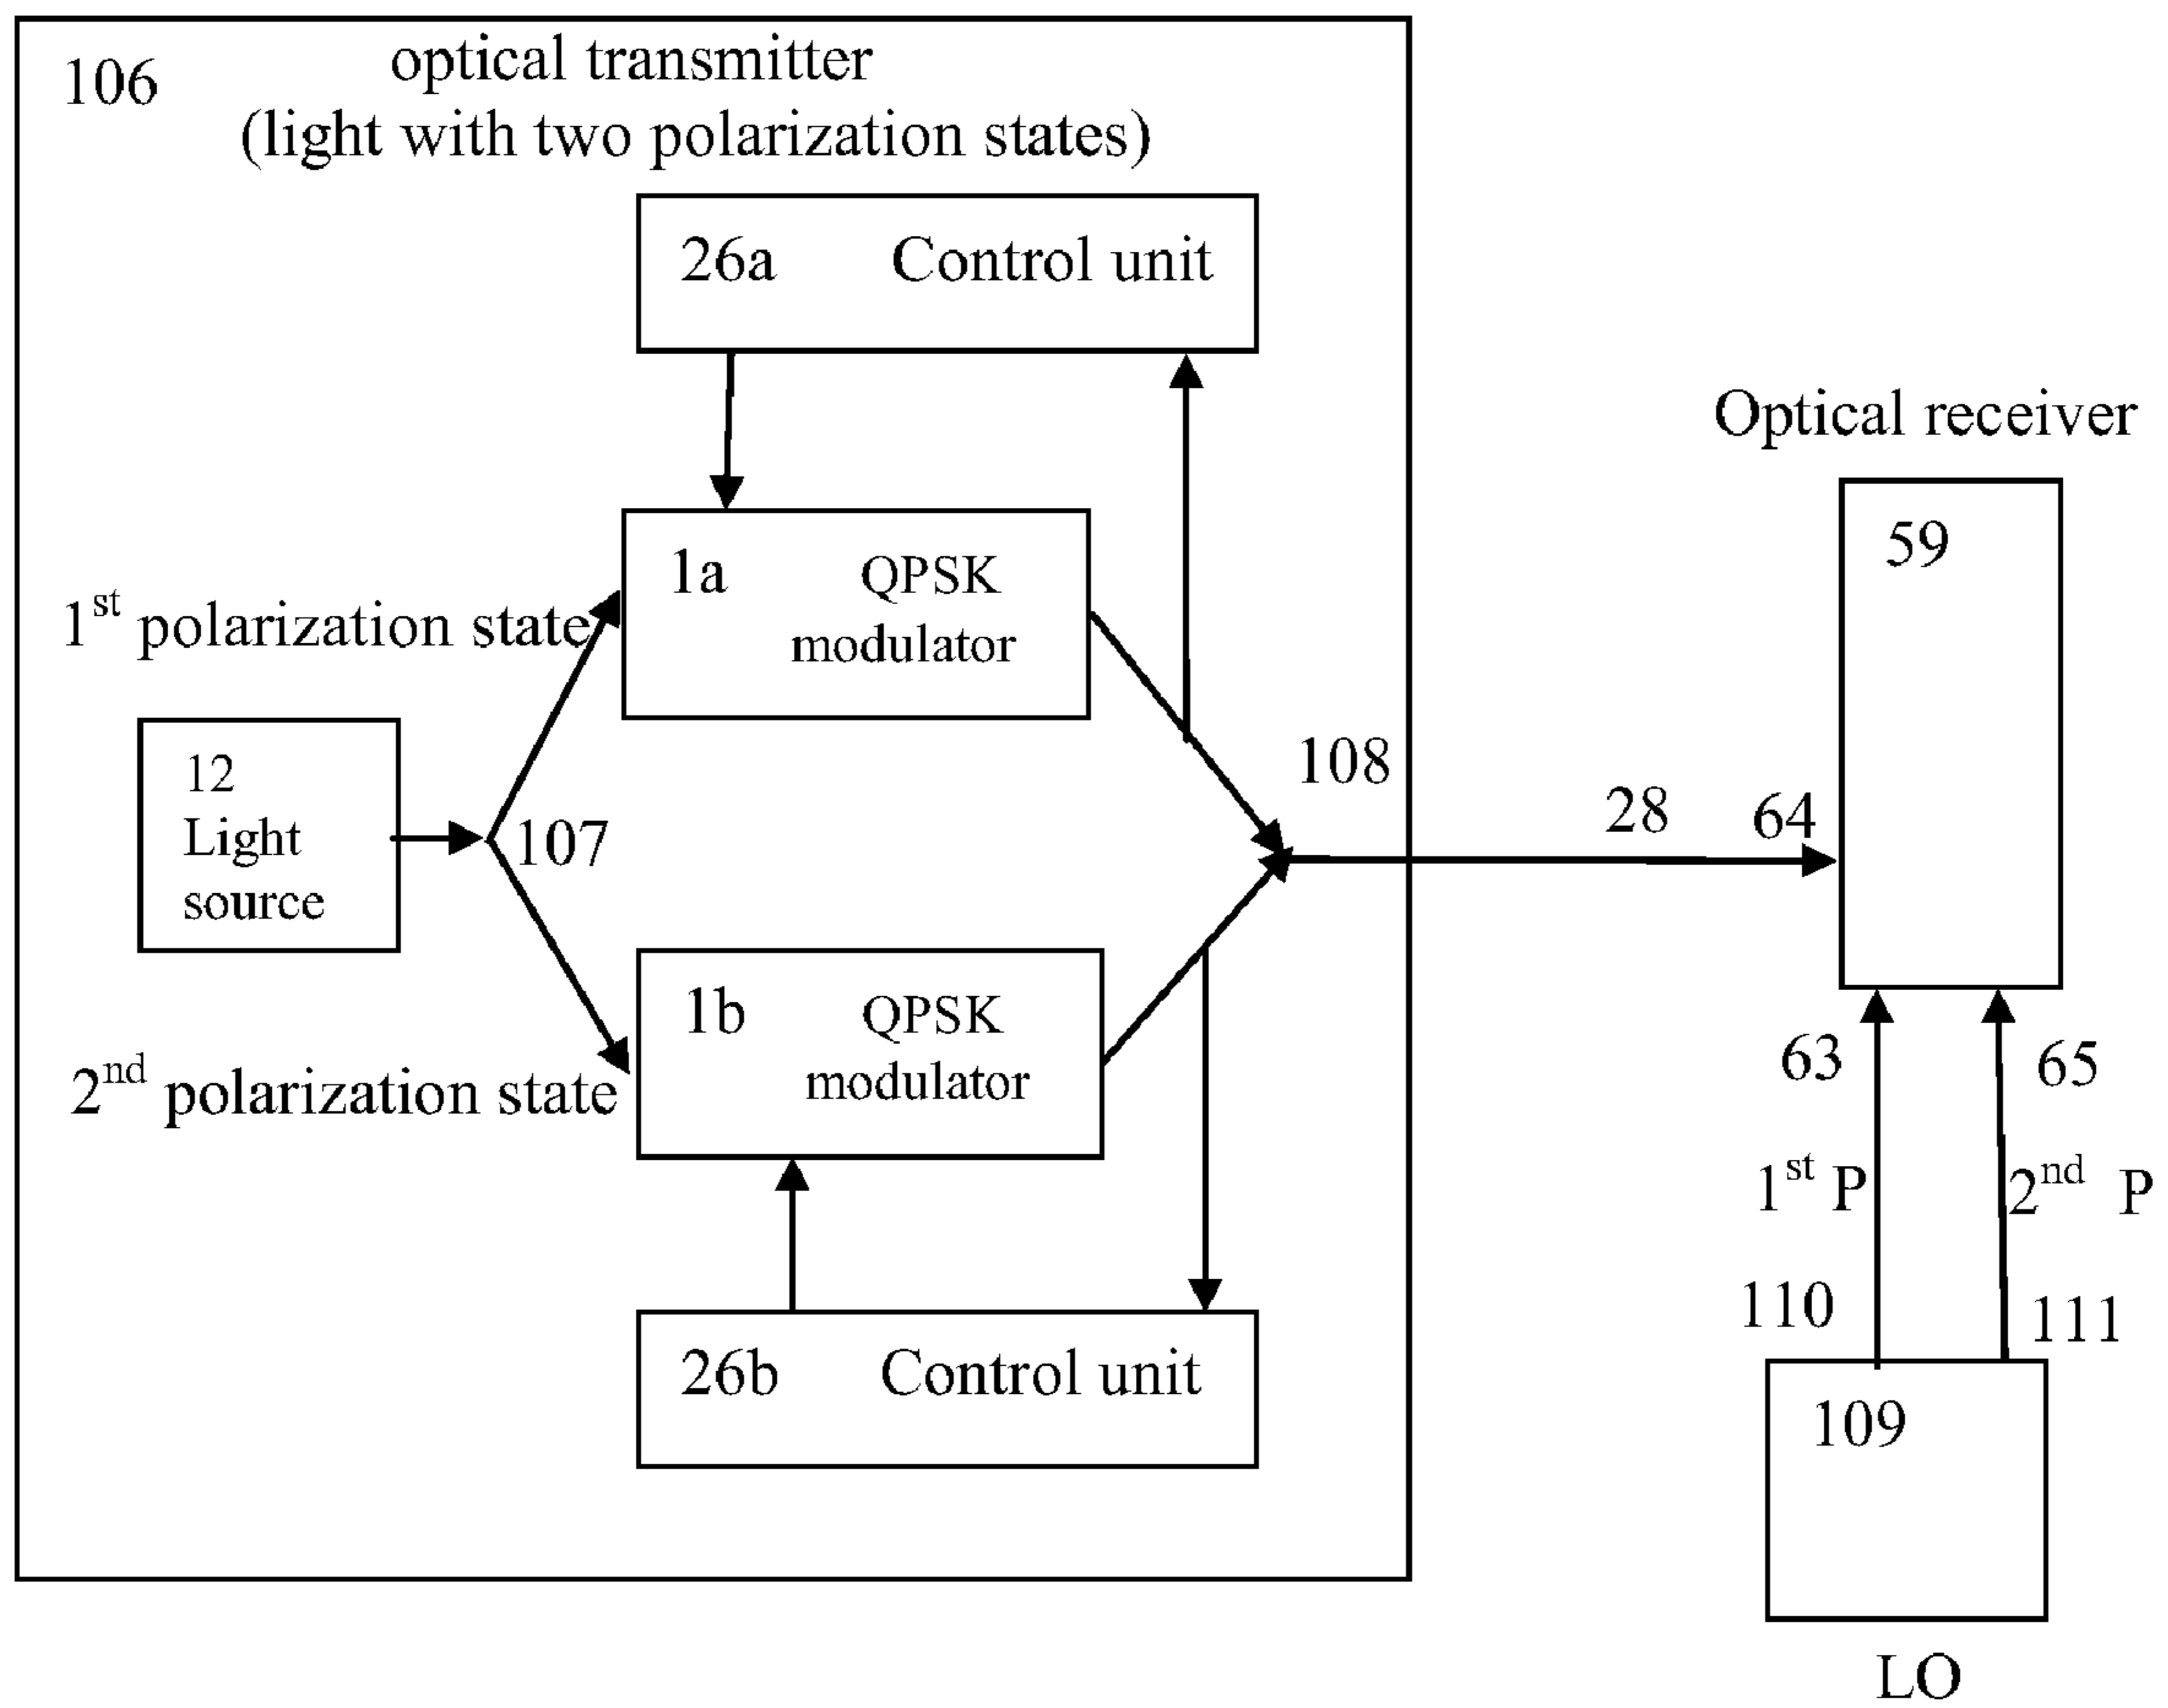 106
optical transmitter
(light with two polarization states)
26a Control unit
Optical receiver
59
1a QPSK
modulator
1st polarization state
12
Light
source
107
108
28
64
1b QPSK
modulator
2nd polarization state
63
65
1st P
2nd P
110
111
26b Control unit
109
LO